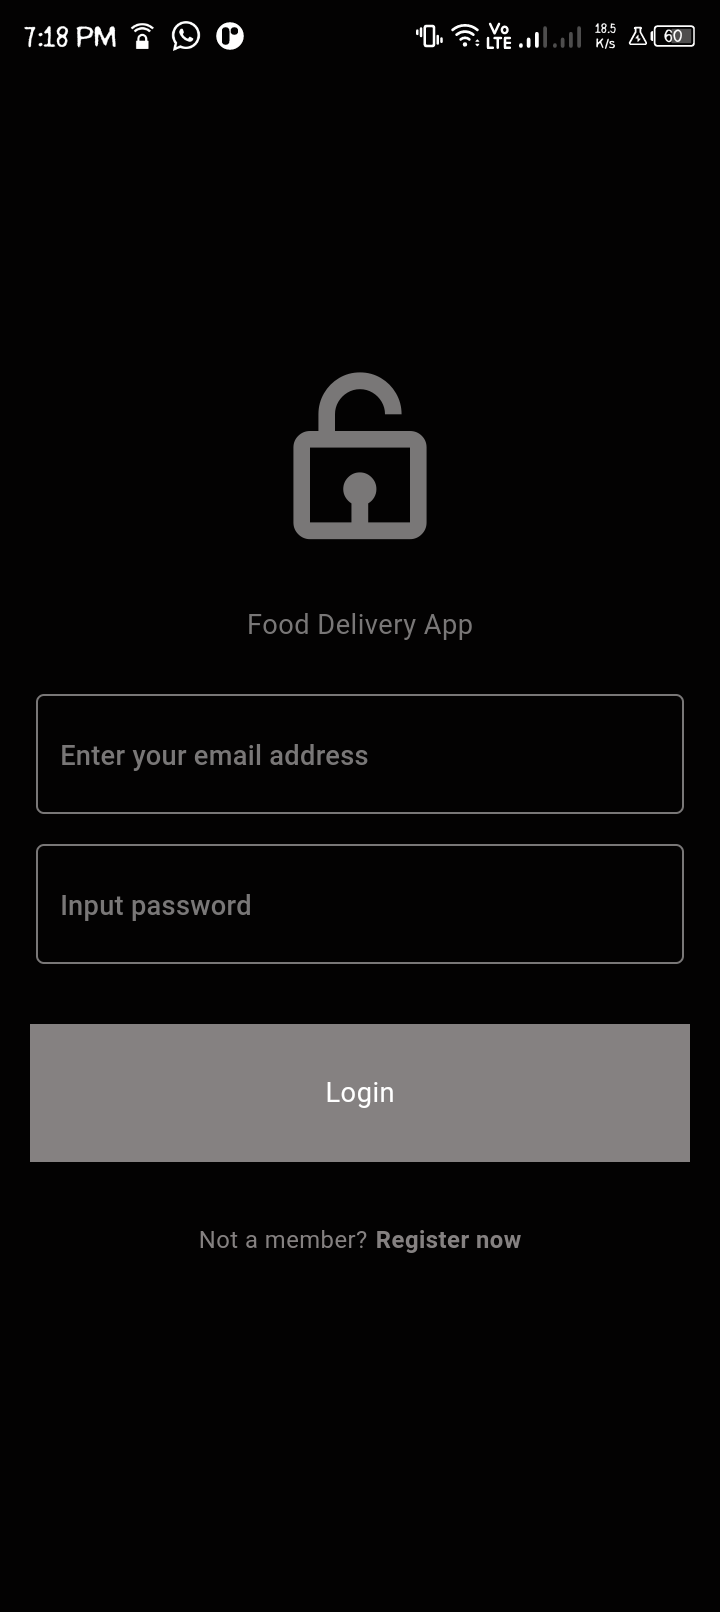 7:18 PM
Vo
LTE
18.5
K/s
60
Food Delivery App
Enter your email address
Input password
Login
Not a member? Register now